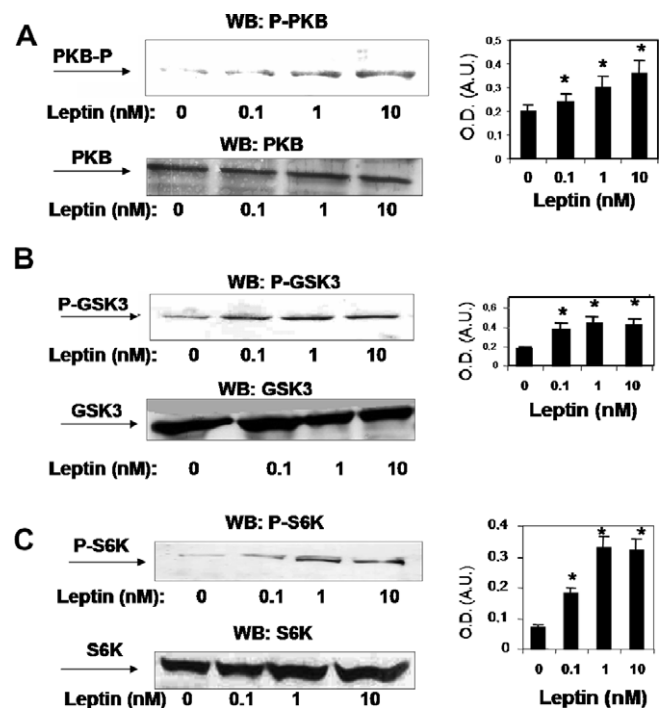 A
WB: P-PKB
PKB-P
Leptin (nM): 0 0.1 1 10
WB: PKB
PKB
Leptin (nM): 0 0.1 1 10
O.D. (A.U.)
0,5
0,4
0,3
0,2
0,1
0
* * *
0 0.1 1 10
Leptin (nM)
B
WB: P-GSK3
P-GSK3
Leptin (nM): 0 0.1 1 10
WB: GSK3
GSK3
Leptin (nM): 0 0.1 1 10
O.D. (A.U.)
0,6
0,4
0,2
0
* * *
0 0.1 1 10
Leptin (nM)
C
WB: P-S6K
P-S6K
Leptin (nM): 0 0.1 1 10
WB: S6K
S6K
Leptin (nM): 0 0.1 1 10
O.D. (A.U.)
0.4
0.3
0.2
0.1
0
* * *
0 0.1 1 10
Leptin (nM)